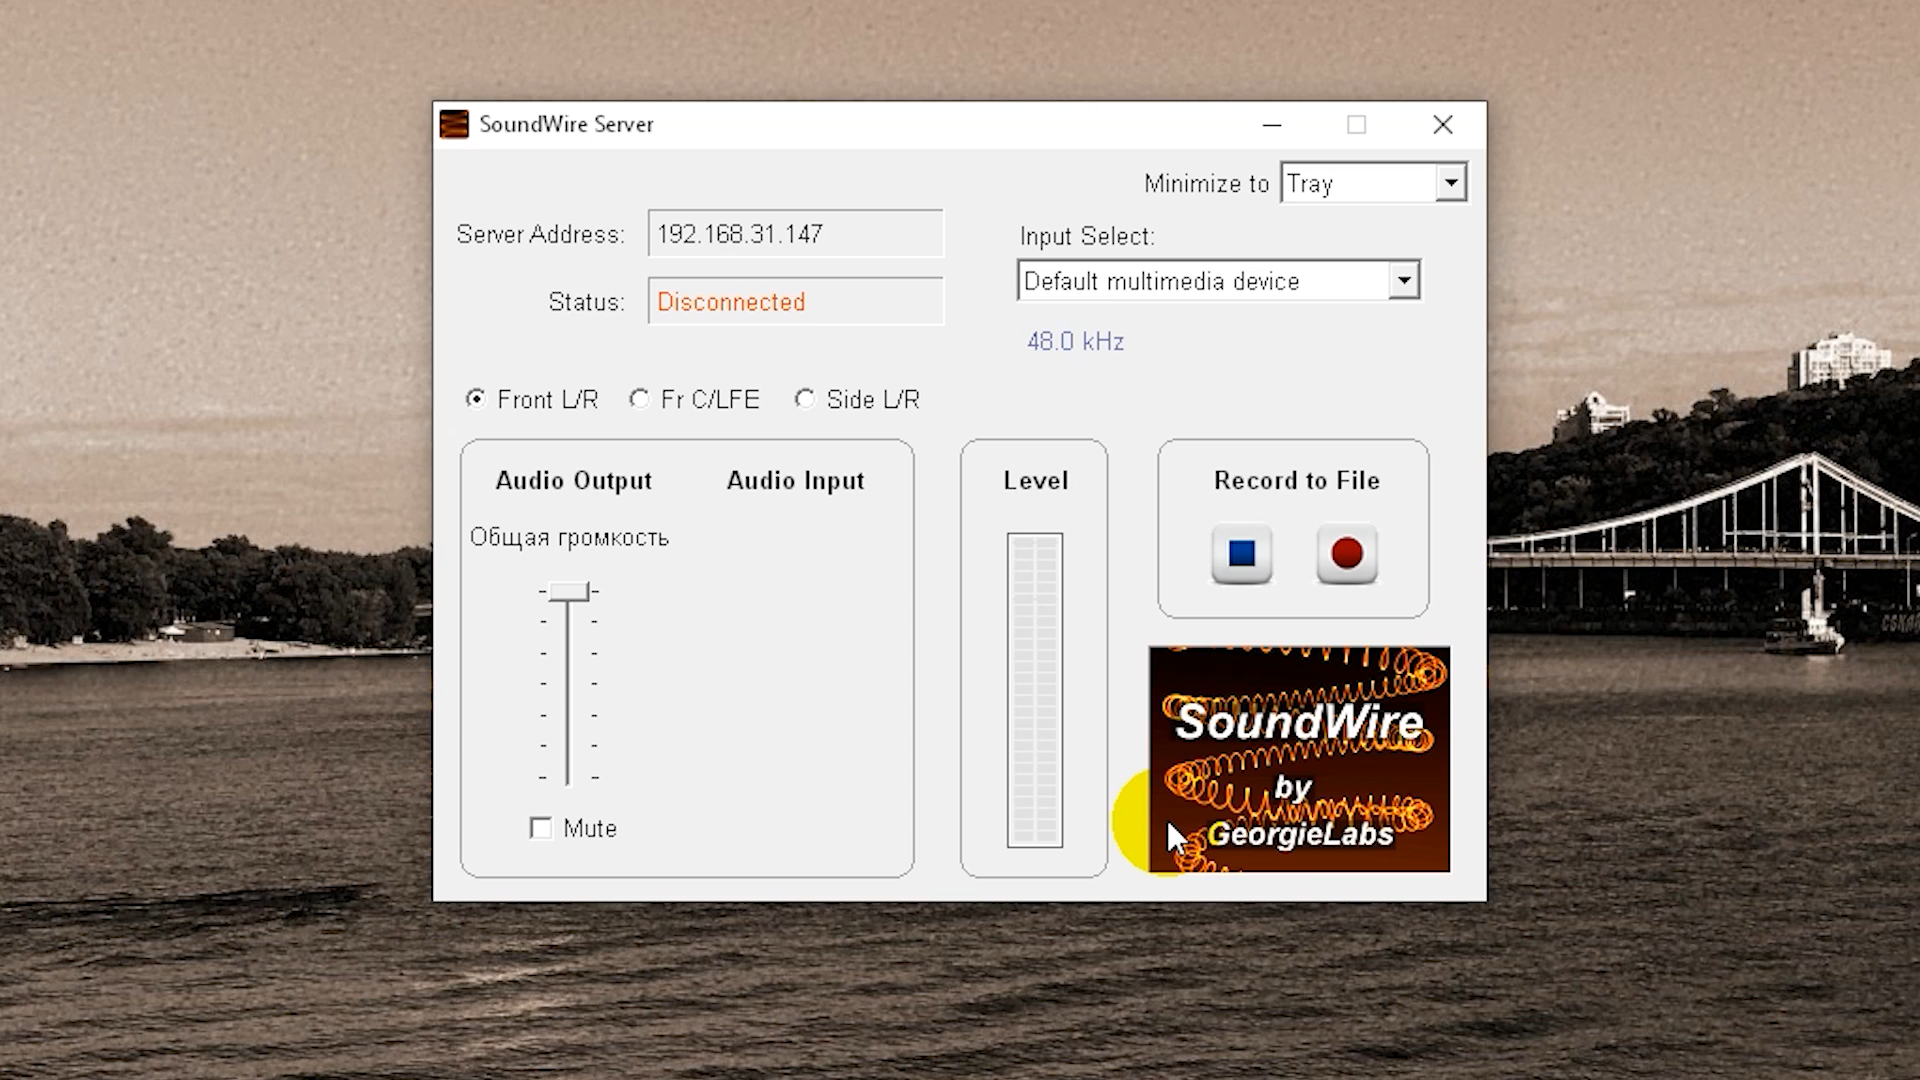 SoundWire Server
Minimize to Tray
Server Address: 192.168.31.147
Input Select:
Default multimedia device
Status: Disconnected
48.0 kHz
Front L/R Fr C/LFE Side L/R
Audio Output Audio Input Level Record to File
Общая громкость
Mute
SoundWire
by
GeorgieLabs